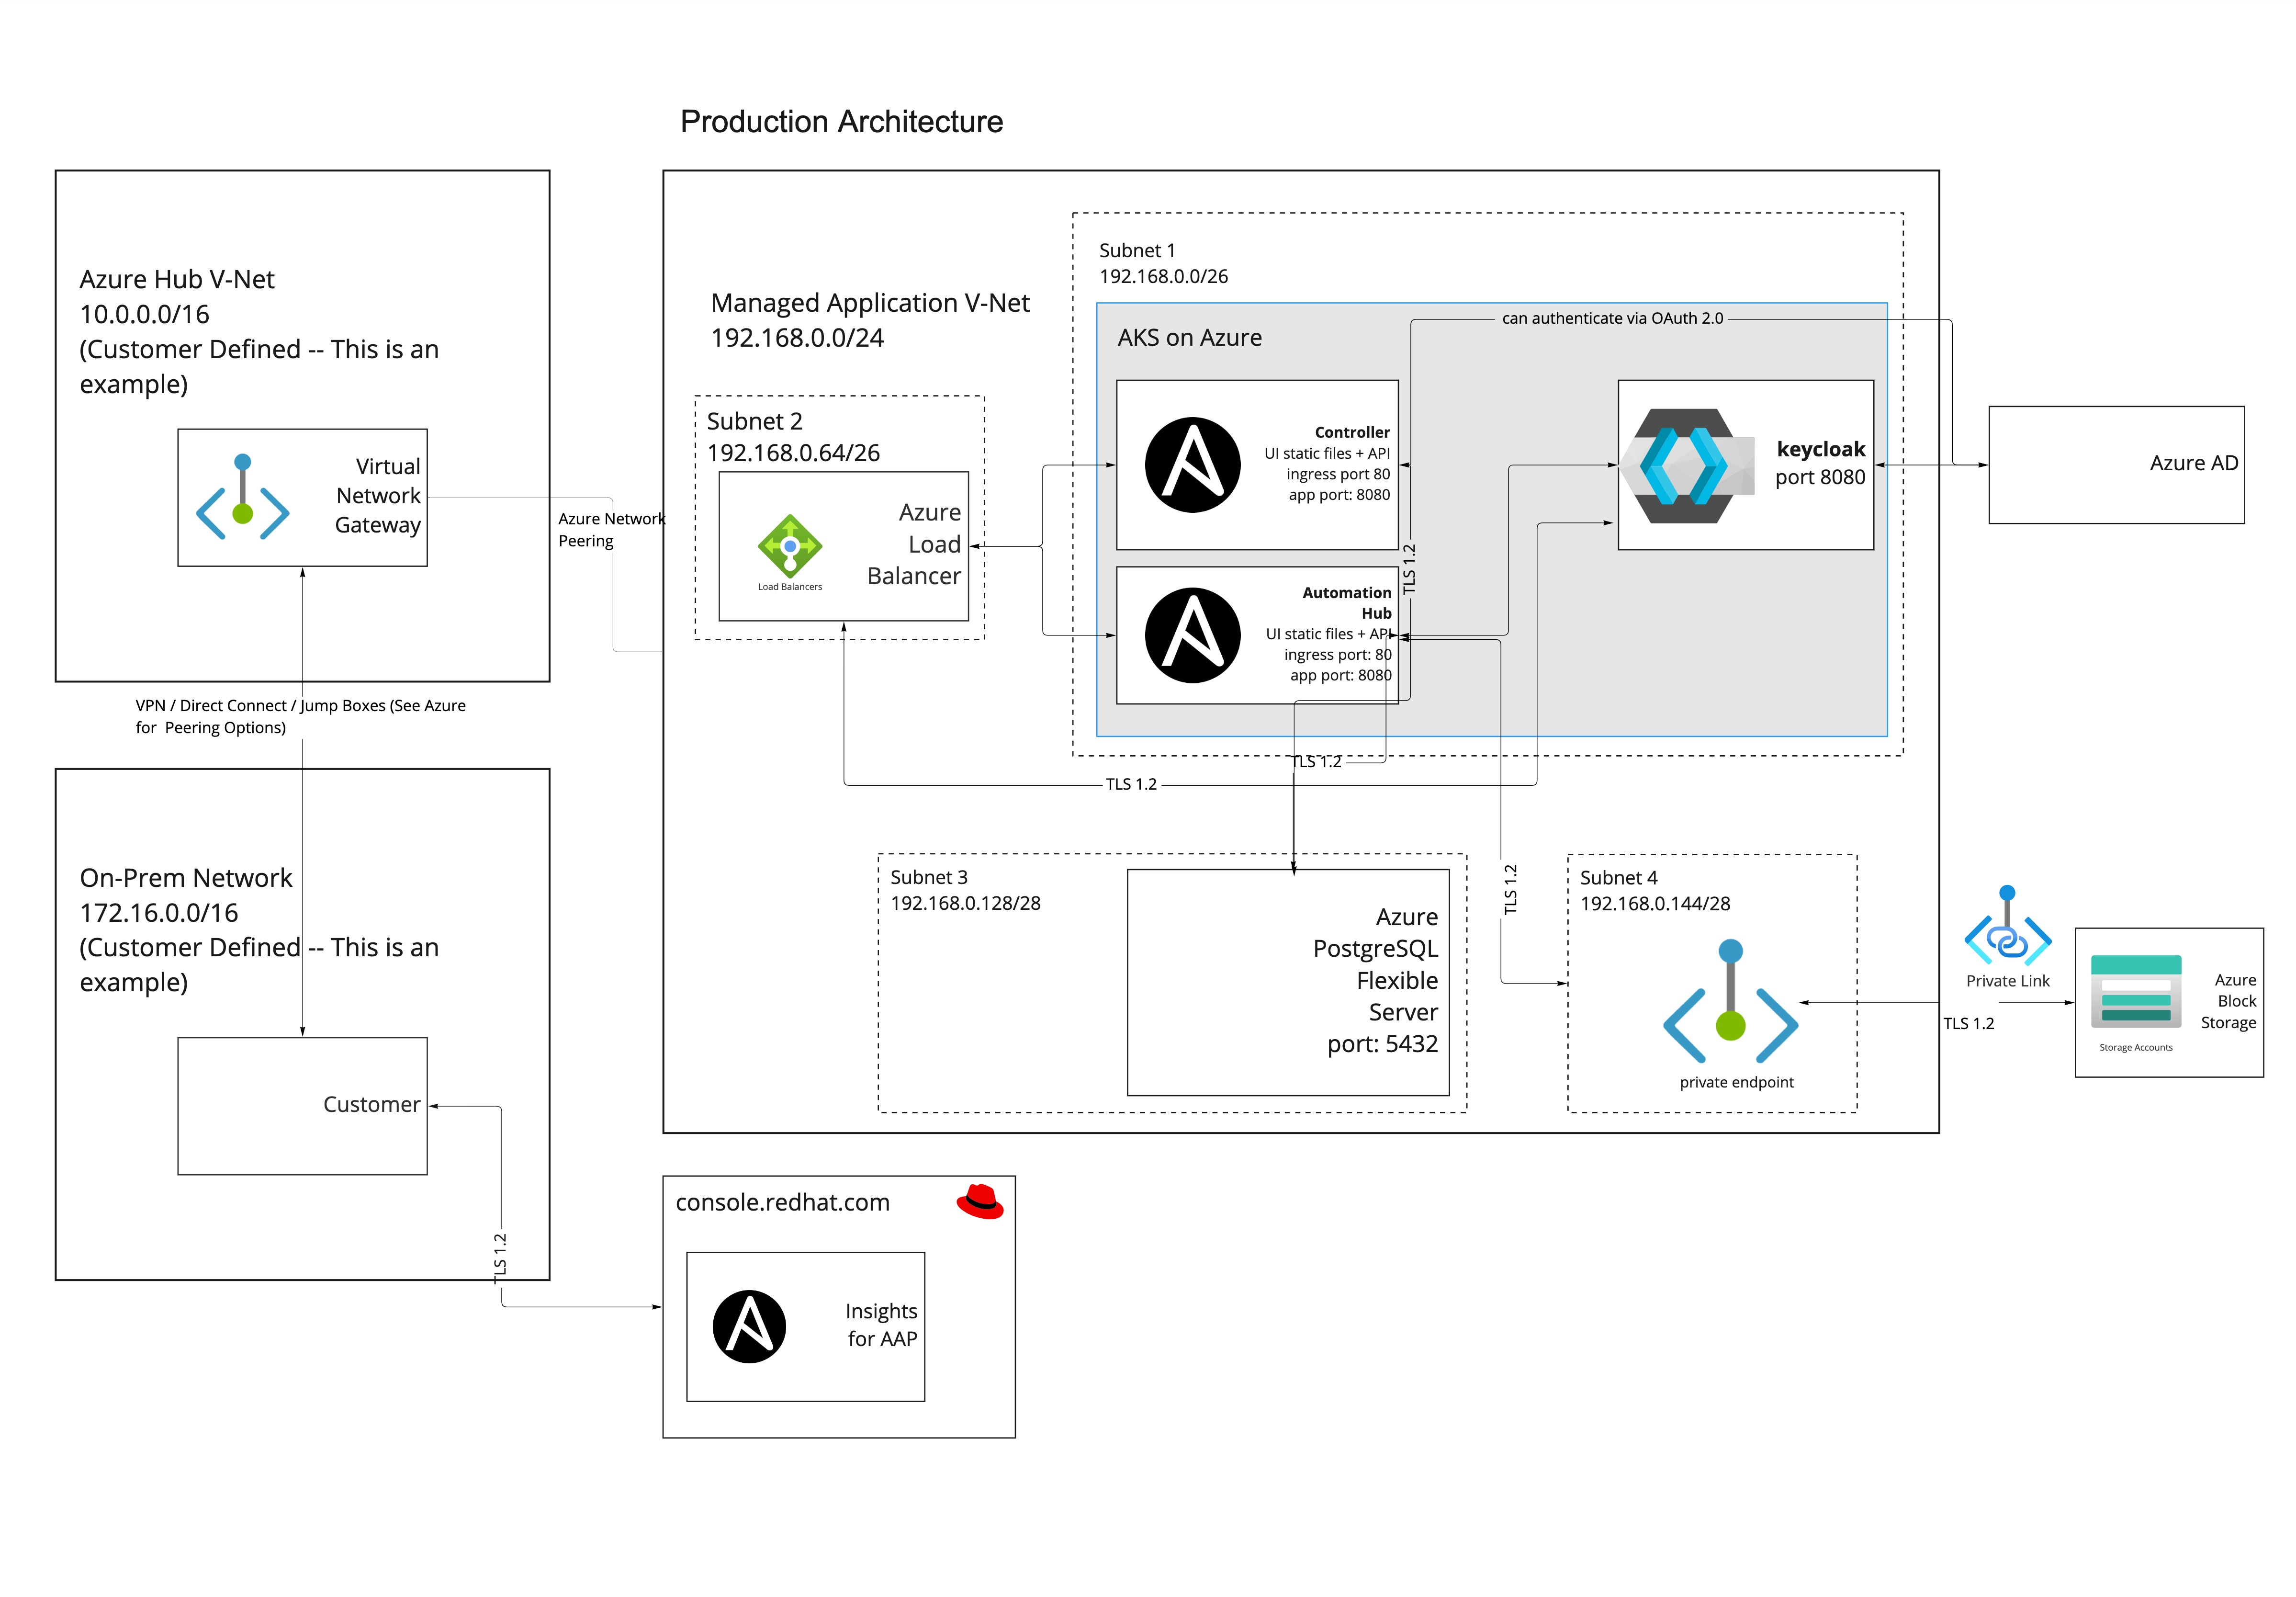 Production Architecture
Azure Hub V-Net
10.0.0.0/16
(Customer Defined -- This is an
example)
Virtual
Network
Gateway
Azure Network
Peering
VPN / Direct Connect / Jump Boxes (See Azure
for  Peering Options)
On-Prem Network
172.16.0.0/16
(Customer Defined -- This is an
example)
Customer
TLS 1.2
Managed Application V-Net
192.168.0.0/24
Subnet 2
192.168.0.64/26
Azure
Load
Balancer
Load Balancers
Subnet 1
192.168.0.0/26
AKS on Azure
can authenticate via OAuth 2.0
Controller
UI static files + API
ingress port 80
app port: 8080
TLS 1.2
Automation
Hub
UI static files + API
ingress port: 80
app port: 8080
keycloak
port 8080
Azure AD
TLS 1.2
TLS 1.2
Subnet 3
192.168.0.128/28
Azure
PostgreSQL
Flexible
Server
port: 5432
TLS 1.2
Subnet 4
192.168.0.144/28
private endpoint
Private Link
TLS 1.2
Azure
Block
Storage
Storage Accounts
console.redhat.com
Insights
for AAP